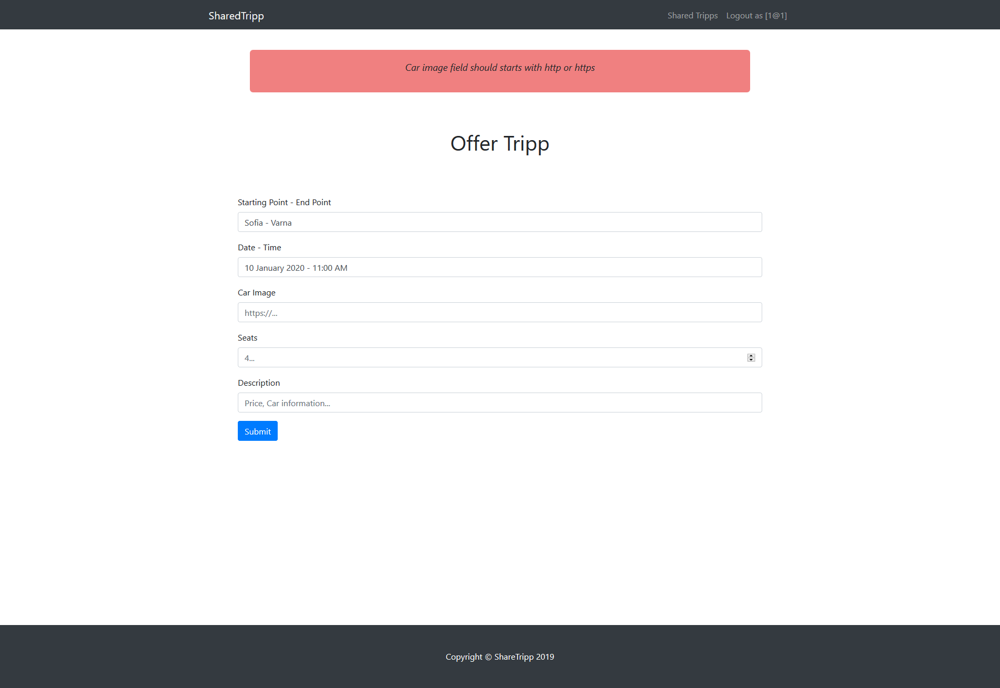 SharedTripp
Shared Tripps Logout as [1@1]
Car image field should starts with http or https
Offer Tripp
Starting Point - End Point
Sofia - Varna
Date - Time
10 January 2020 - 11:00 AM
Car Image
https://...
Seats
4...
Description
Price, Car information...
Submit
Copyright © ShareTripp 2019